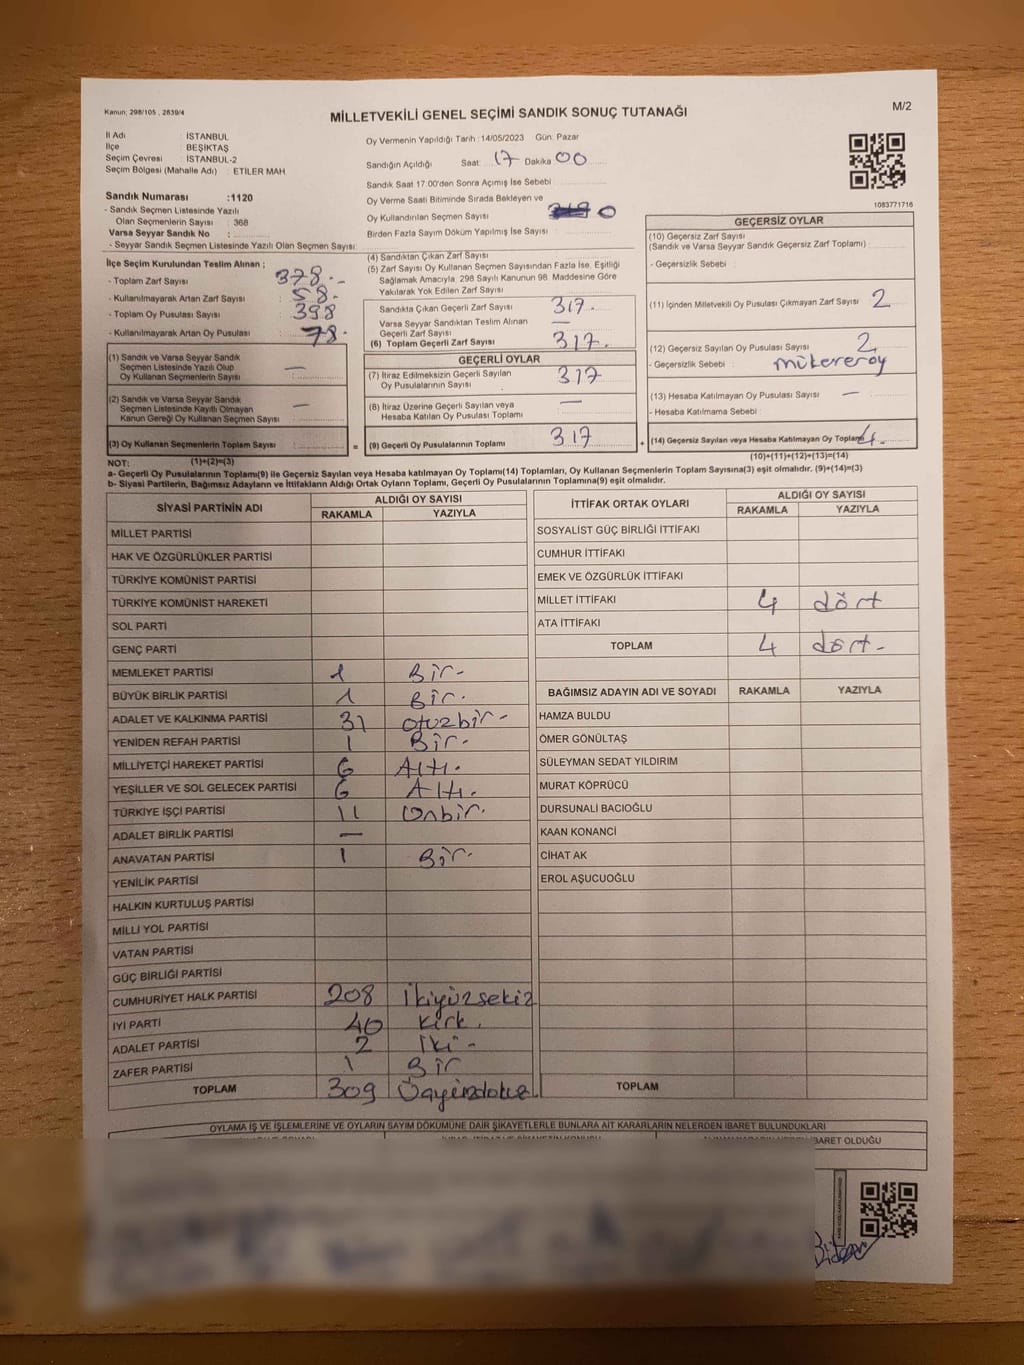 Kanun: 298/105 , 2839/4
M/2
MİLLETVEKİLİ GENEL SEÇİMİ SANDIK SONUÇ TUTANAĞI
İl Adı : İSTANBUL
İlçe : BEŞİKTAŞ
Seçim Çevresi : İSTANBUL-2
Seçim Bölgesi (Mahalle Adı) : ETİLER MAH
Oy Vermenin Yapıldığı Tarih : 14/05/2023 Gün: Pazar
Sandığın Açıldığı Saat: 17 Dakika 00
Sandık Saat 17.00'den Sonra Açımış İse Sebebi
Oy Verme Saati Bitiminde Sırada Bekleyen ve
Oy Kullandırılan Seçmen Sayısı 0
Birden Fazla Sayım Döküm Yapılmış İse Sayısı :
1083771716
Sandık Numarası :1120
- Sandık Seçmen Listesinde Yazılı
Olan Seçmenlerin Sayısı : 368
Varsa Seyyar Sandık No :
- Seyyar Sandık Seçmen Listesinde Yazılı Olan Seçmen Sayısı:
İlçe Seçim Kurulundan Teslim Alınan ;
- Toplam Zarf Sayısı : 378.-
- Kullanılmayarak Artan Zarf Sayısı : 58.-
- Toplam Oy Pusulası Sayısı : 398
- Kullanılmayarak Artan Oy Pusulası : 78.
(1) Sandık ve Varsa Seyyar Sandık
Seçmen Listesinde Yazılı Olup
Oy Kullanan Seçmenlerin Sayısı : —
(2) Sandık ve Varsa Seyyar Sandık
Seçmen Listesinde Kayıtlı Olmayan
Kanun Gereği Oy Kullanan Seçmen Sayısı : —
(3) Oy Kullanan Seçmenlerin Toplam Sayısı :
(1)+(2)=(3)
(4) Sandıktan Çıkan Zarf Sayısı
(5) Zarf Sayısı Oy Kullanan Seçmen Sayısından Fazla İse, Eşitliği
Sağlamak Amacıyla, 298 Sayılı Kanunun 98. Maddesine Göre
Yakılarak Yok Edilen Zarf Sayısı
Sandıkta Çıkan Geçerli Zarf Sayısı 317.
Varsa Seyyar Sandıktan Teslim Alınan
Geçerli Zarf Sayısı —
(6) Toplam Geçerli Zarf Sayısı 317.
GEÇERLİ OYLAR
(7) İtiraz Edilmeksizin Geçerli Sayılan
Oy Pusulalarının Sayısı 317
(8) İtiraz Üzerine Geçerli Sayılan veya
Hesaba Katılan Oy Pusulası Toplamı —
= (9) Geçerli Oy Pusulalarının Toplamı 317
GEÇERSİZ OYLAR
(10) Geçersiz Zarf Sayısı
(Sandık ve Varsa Seyyar Sandık Geçersiz Zarf Toplamı) :
- Geçersizlik Sebebi :
(11) İçinden Milletvekili Oy Pusulası Çıkmayan Zarf Sayısı 2
(12) Geçersiz Sayılan Oy Pusulası Sayısı 2
- Geçersizlik Sebebi : mükerer oy
(13) Hesaba Katılmayan Oy Pusulası Sayısı —
- Hesaba Katılmama Sebebi :
+ (14) Geçersiz Sayılan veya Hesaba Katılmayan Oy Toplamı 4.
(10)+(11)+(12)+(13)=(14)
NOT:
a- Geçerli Oy Pusulalarının Toplamı(9) ile Geçersiz Sayılan veya Hesaba katılmayan Oy Toplamı(14) Toplamları, Oy Kullanan Seçmenlerin Toplam Sayısına(3) eşit olmalıdır. (9)+(14)=(3)
b- Siyasi Partilerin, Bağımsız Adayların ve İttifakların Aldığı Ortak Oyların Toplamı, Geçerli Oy Pusulalarının Toplamına(9) eşit olmalıdır.
SİYASİ PARTİNİN ADI ALDIĞI OY SAYISI
RAKAMLA YAZIYLA
MİLLET PARTİSİ
HAK VE ÖZGÜRLÜKLER PARTİSİ
TÜRKİYE KOMÜNİST PARTİSİ
TÜRKİYE KOMÜNİST HAREKETİ
SOL PARTİ
GENÇ PARTİ
MEMLEKET PARTİSİ 1 Bir-
BÜYÜK BİRLİK PARTİSİ 1 Bir.
ADALET VE KALKINMA PARTİSİ 31 otuzbir-
YENİDEN REFAH PARTİSİ 1 Bir-
MİLLİYETÇİ HAREKET PARTİSİ 6 Altı.
YEŞİLLER VE SOL GELECEK PARTİSİ 6 Altı.
TÜRKİYE İŞÇİ PARTİSİ 11 Onbir.
ADALET BİRLİK PARTİSİ —
ANAVATAN PARTİSİ 1 Bir.
YENİLİK PARTİSİ
HALKIN KURTULUŞ PARTİSİ
MİLLİ YOL PARTİSİ
VATAN PARTİSİ
GÜÇ BİRLİĞİ PARTİSİ
CUMHURİYET HALK PARTİSİ 208 İkiyüzsekiz
İYİ PARTİ 40 Kırk.
ADALET PARTİSİ 2 İki-
ZAFER PARTİSİ 1 Bir
TOPLAM 309
İTTİFAK ORTAK OYLARI ALDIĞI OY SAYISI
RAKAMLA YAZIYLA
SOSYALİST GÜÇ BİRLİĞİ İTTİFAKI
CUMHUR İTTİFAKI
EMEK VE ÖZGÜRLÜK İTTİFAKI
MİLLET İTTİFAKI 4 dört
ATA İTTİFAKI
TOPLAM 4 dört-
BAĞIMSIZ ADAYIN ADI VE SOYADI RAKAMLA YAZIYLA
HAMZA BULDU
ÖMER GÖNÜLTAŞ
SÜLEYMAN SEDAT YILDIRIM
MURAT KÖPRÜCÜ
DURSUNALİ BACIOĞLU
KAAN KONANCİ
CİHAT AK
EROL AŞUCUOĞLU
TOPLAM
OYLAMA İŞ VE İŞLEMLERİNE VE OYLARIN SAYIM DÖKÜMÜNE DAİR ŞİKAYETLERLE BUNLARA AİT KARARLARIN NELERDEN İBARET BULUNDUKLARI
İBARET OLDUĞU